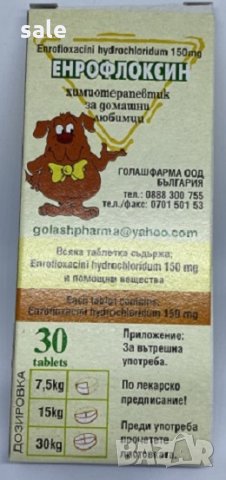 sale
Enrofloxacini hydrochloridum 150mg
ЕНРОФЛОКСИН
химиотерапевтик
за домашни
любимци
ГОЛАШФАРМА ООД
БЪЛГАРИЯ
тел.: 0888 300 755
тел./факс: 0701 501 53
golashpharma@yahoo.com
Всяка таблетка съдържа:
Enrofloxacini hydrochloridum 150 mg
и помощни вещества
Each tablet contains:
Enrofloxacini hydrochloridum 150 mg
30
tablets
Приложение:
За вътрешна
употреба.
ДОЗИРОВКА
7,5kg
15kg
30kg
По лекарско
предписание!
Преди употреба
прочетете
листовката.
BAZAR